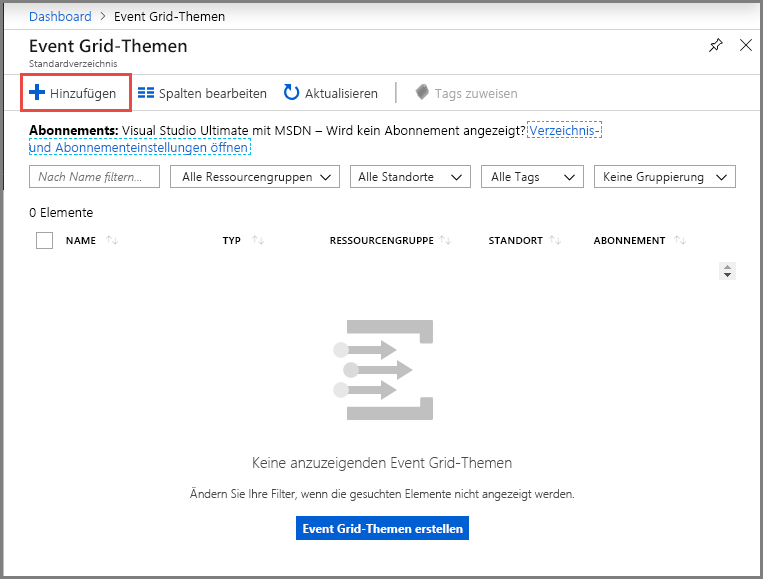 Dashboard > Event Grid-Themen
Event Grid-Themen
Standardverzeichnis
Hinzufügen Spalten bearbeiten Aktualisieren Tags zuweisen
Abonnements: Visual Studio Ultimate mit MSDN – Wird kein Abonnement angezeigt? Verzeichnis-
und Abonnementeinstellungen öffnen
Nach Name filtern... Alle Ressourcengruppen Alle Standorte Alle Tags Keine Gruppierung
0 Elemente
NAME TYP RESSOURCENGRUPPE STANDORT ABONNEMENT
Keine anzuzeigenden Event Grid-Themen
Ändern Sie Ihre Filter, wenn die gesuchten Elemente nicht angezeigt werden.
Event Grid-Themen erstellen